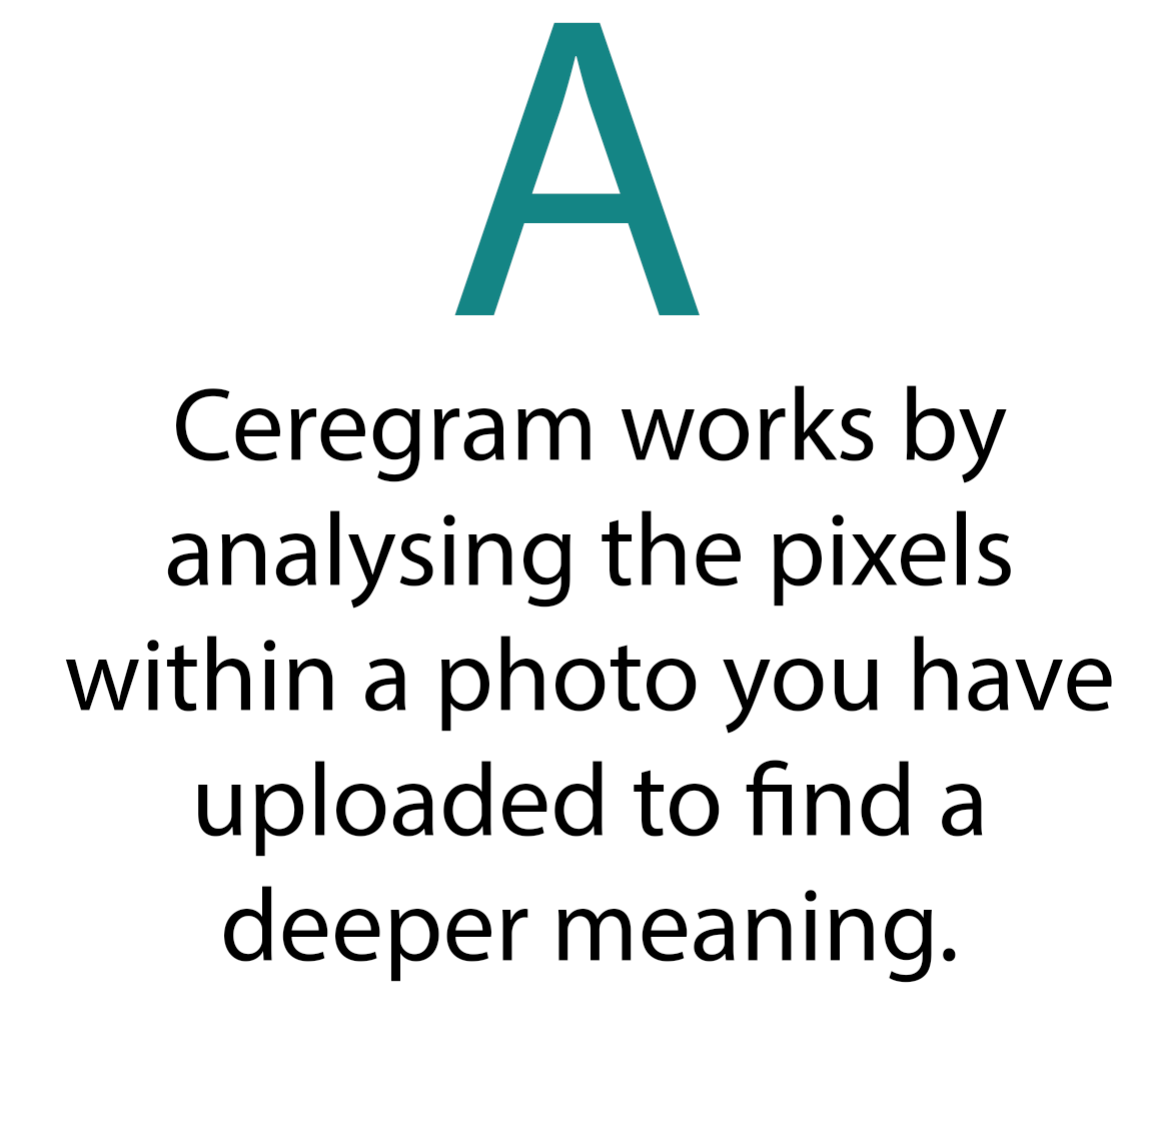 A
Ceregram works by
analysing the pixels
within a photo you have
uploaded to find a
deeper meaning.